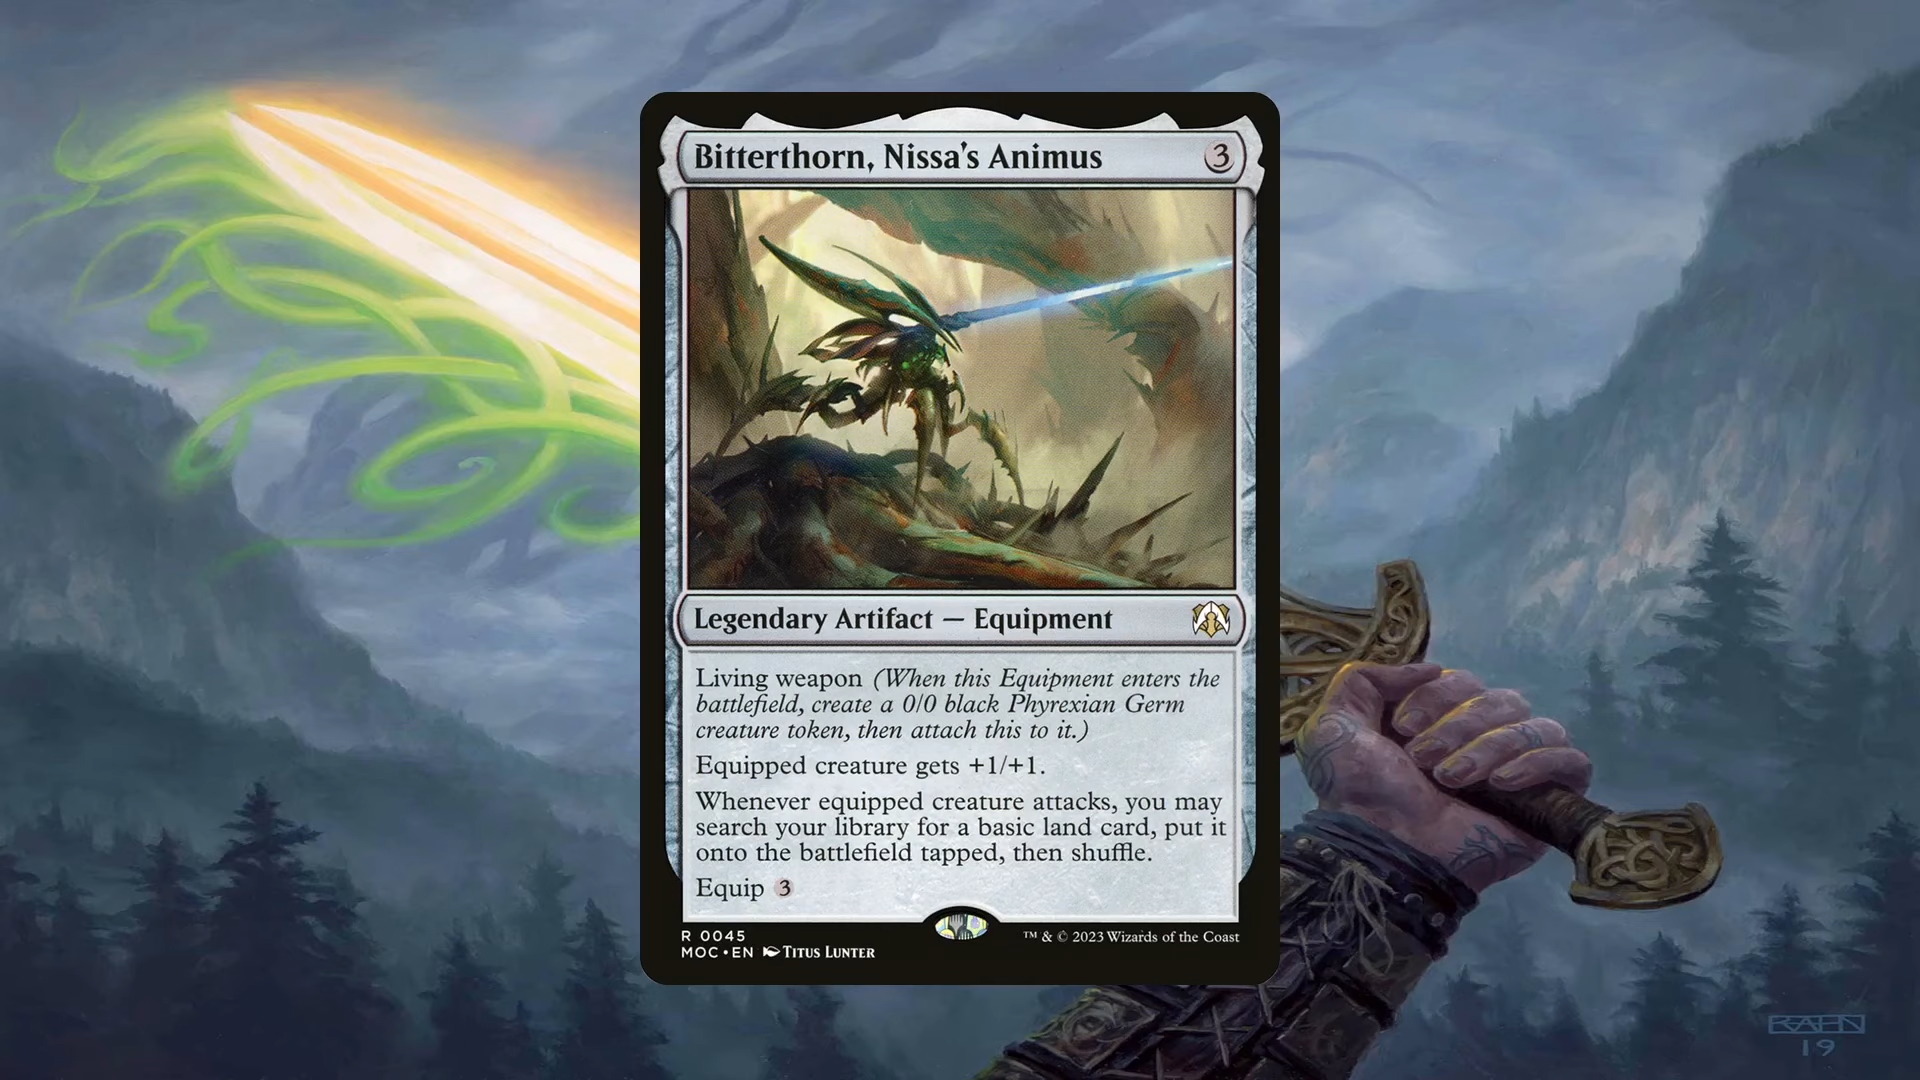 Bitterthorn, Nissa's Animus 3
Legendary Artifact — Equipment
Living weapon (When this Equipment enters the
battlefield, create a 0/0 black Phyrexian Germ
creature token, then attach this to it.)
Equipped creature gets +1/+1.
Whenever equipped creature attacks, you may
search your library for a basic land card, put it
onto the battlefield tapped, then shuffle.
Equip 3
R 0045
MOC•EN Titus Lunter
™ & © 2023 Wizards of the Coast
RAHN
19